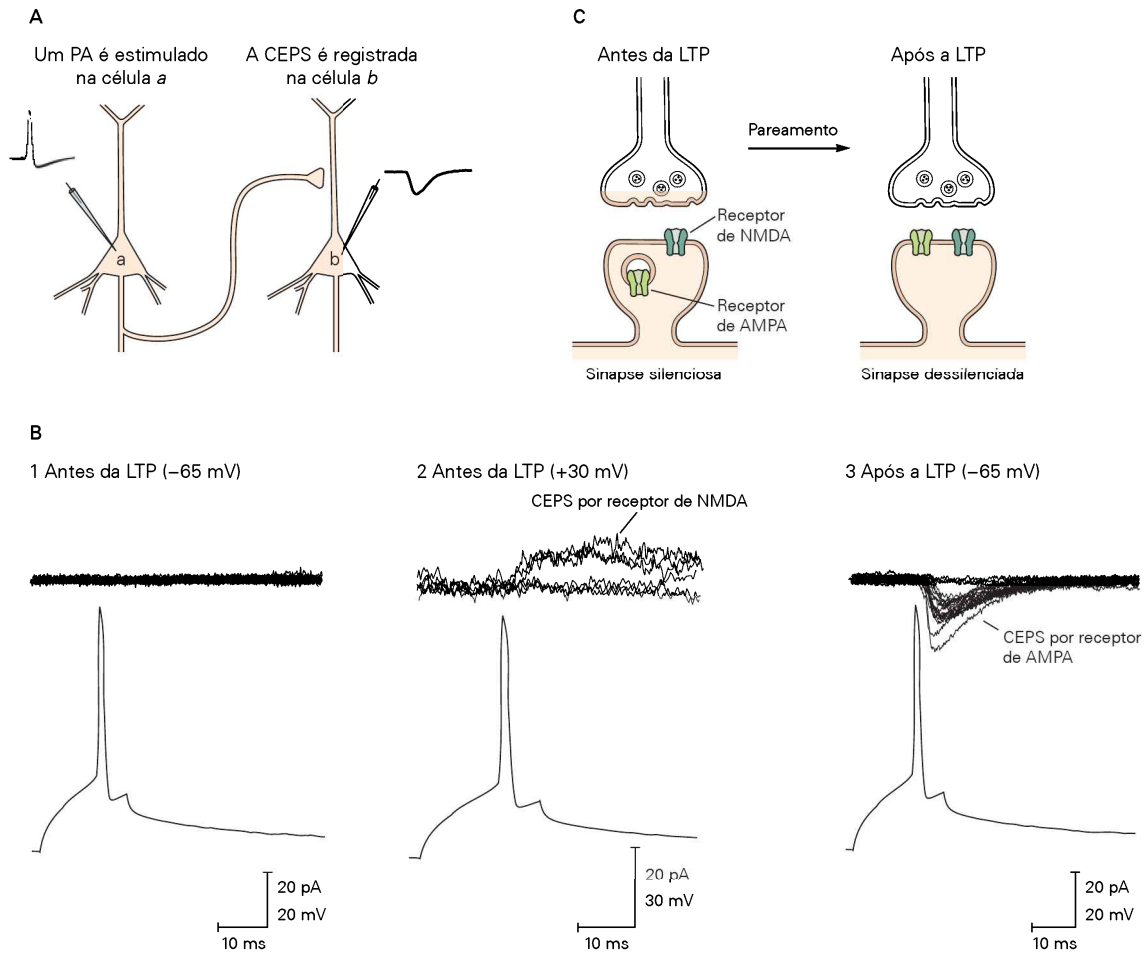 A
Um PA é estimulado
na célula a
A CEPS é registrada
na célula b
a
b
C
Antes da LTP
Após a LTP
Pareamento
Receptor
de NMDA
Receptor
de AMPA
Sinapse silenciosa
Sinapse dessilenciada
B
1 Antes da LTP (–65 mV)
2 Antes da LTP (+30 mV)
CEPS por receptor de NMDA
3 Após a LTP (–65 mV)
CEPS por receptor
de AMPA
20 pA
20 mV
10 ms
20 pA
30 mV
10 ms
20 pA
20 mV
10 ms